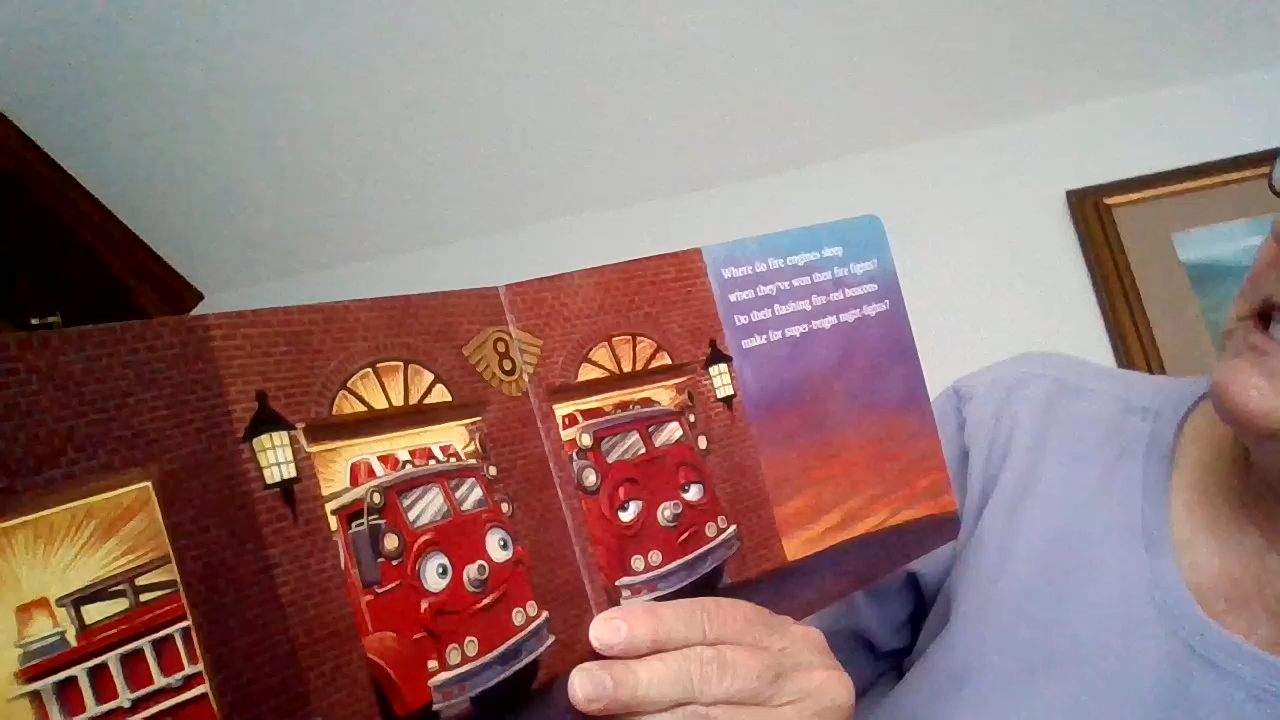 8
Where do fire engines sleep
when they've won their fire fights?
Do their flashing fire-red beacons
make for super-bright night-lights?